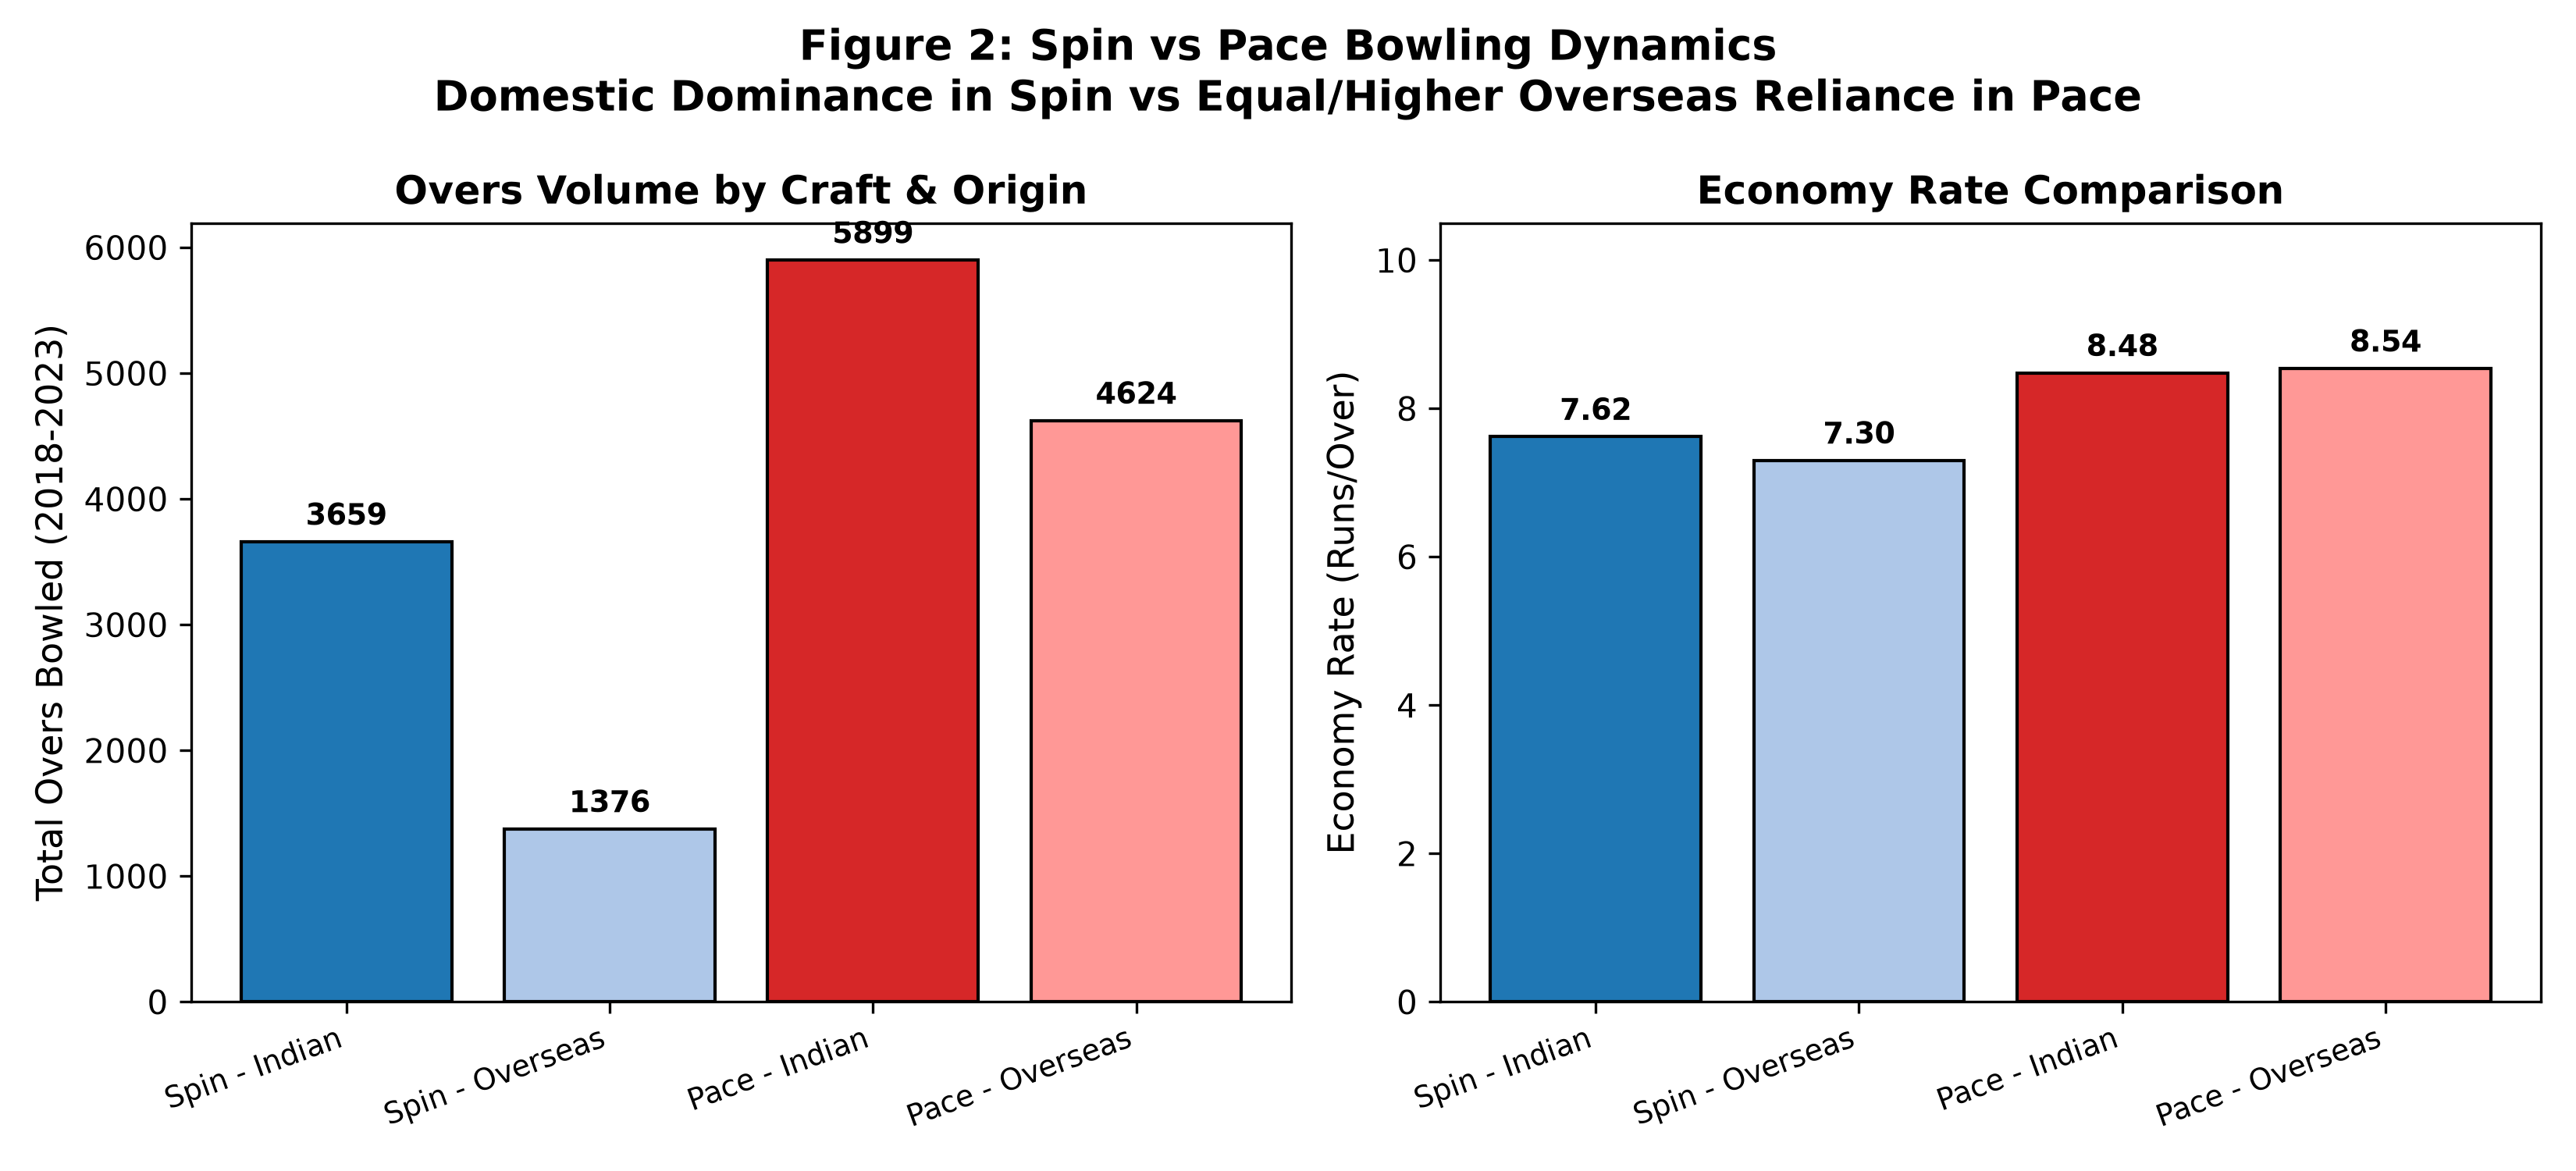 Figure 2: Spin vs Pace Bowling Dynamics
Domestic Dominance in Spin vs Equal/Higher Overseas Reliance in Pace
Overs Volume by Craft & Origin
Total Overs Bowled (2018-2023)
6000
5000
4000
3000
2000
1000
0
3659
1376
5899
4624
Spin - Indian
Spin - Overseas
Pace - Indian
Pace - Overseas
Economy Rate Comparison
Economy Rate (Runs/Over)
10
8
6
4
2
0
7.62
7.30
8.48
8.54
Spin - Indian
Spin - Overseas
Pace - Indian
Pace - Overseas